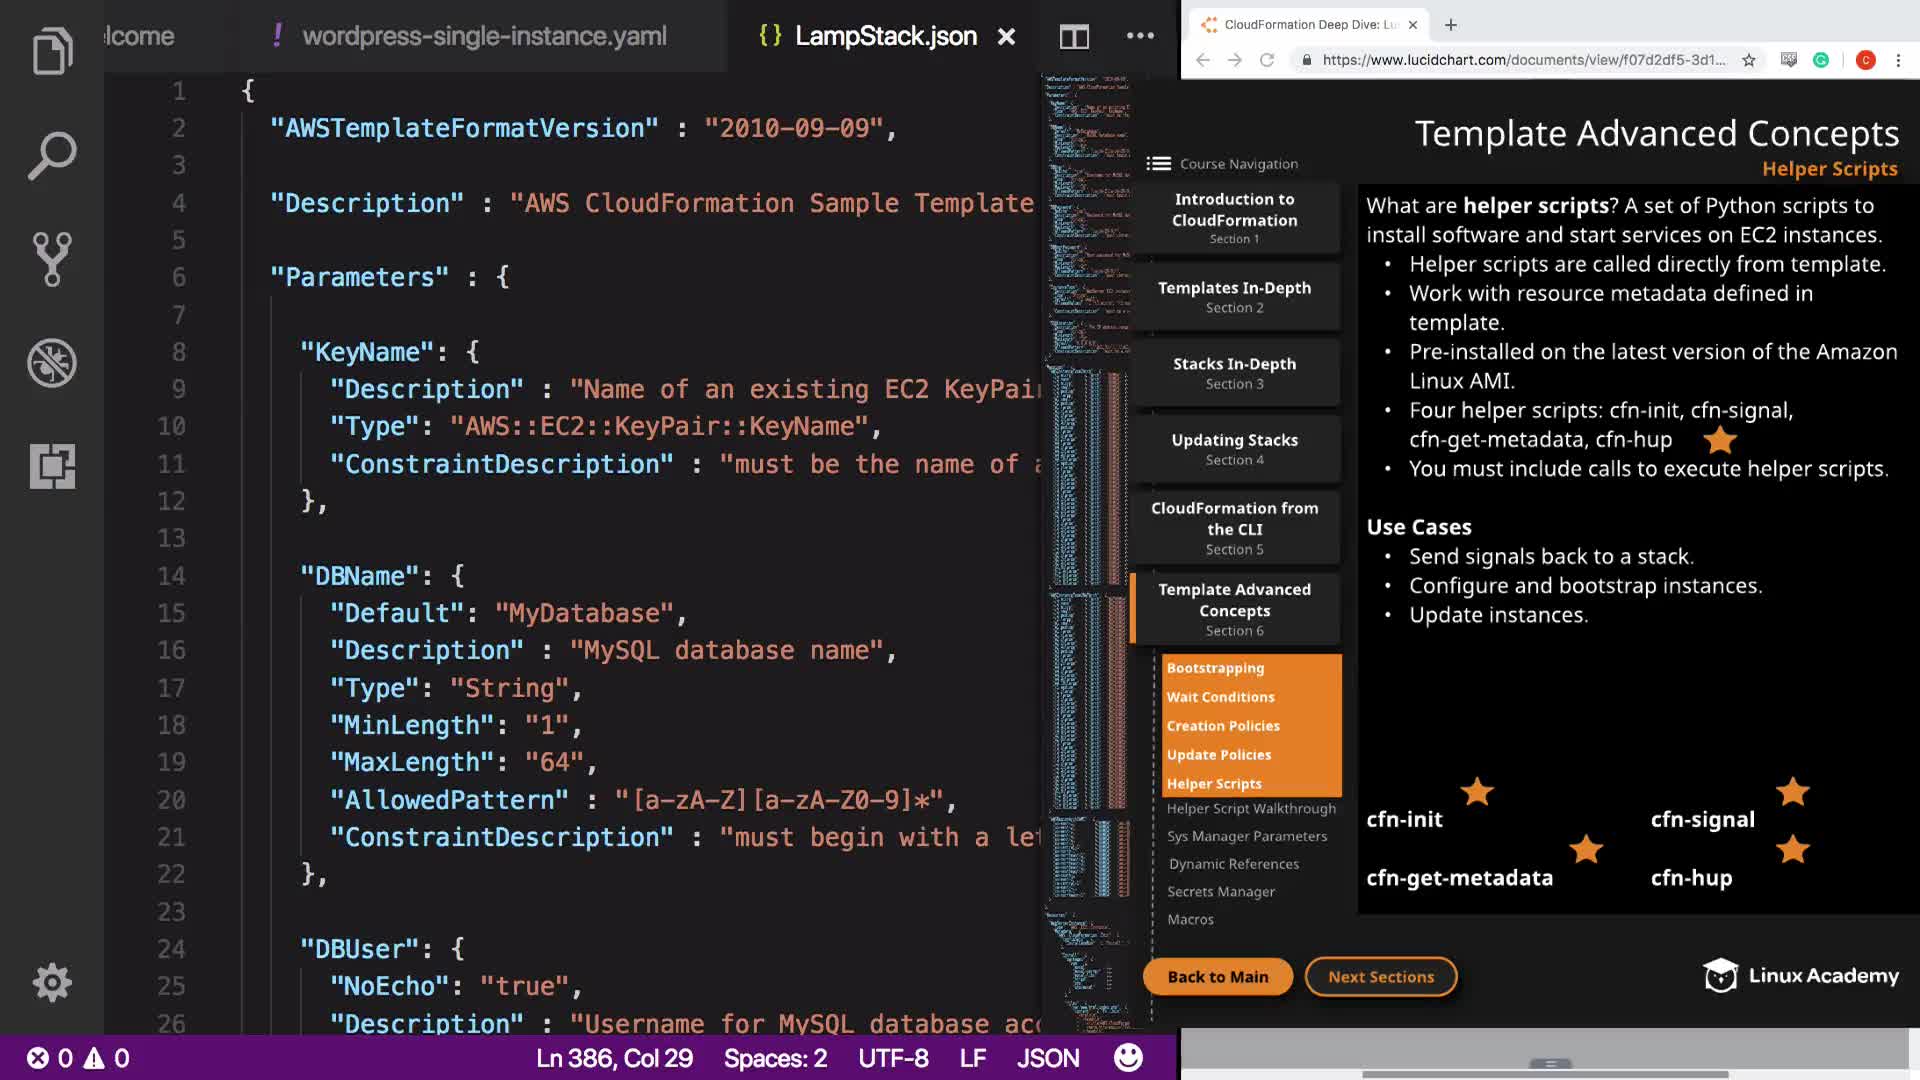 lcome
! wordpress-single-instance.yaml
{} LampStack.json ×
1 {
2 "AWSTemplateFormatVersion" : "2010-09-09",
3
4 "Description" : "AWS CloudFormation Sample Template
5
6 "Parameters" : {
7
8 "KeyName": {
9 "Description" : "Name of an existing EC2 KeyPair
10 "Type": "AWS::EC2::KeyPair::KeyName",
11 "ConstraintDescription" : "must be the name of a
12 },
13
14 "DBName": {
15 "Default": "MyDatabase",
16 "Description" : "MySQL database name",
17 "Type": "String",
18 "MinLength": "1",
19 "MaxLength": "64",
20 "AllowedPattern" : "[a-zA-Z][a-zA-Z0-9]*",
21 "ConstraintDescription" : "must begin with a let
22 },
23
24 "DBUser": {
25 "NoEcho": "true",
26 "Description" : "Username for MySQL database acc
0 0
Ln 386, Col 29
Spaces: 2
UTF-8
LF
JSON
CloudFormation Deep Dive: Lu
https://www.lucidchart.com/documents/view/f07d2df5-3d1...
C
Template Advanced Concepts
Helper Scripts
Course Navigation
Introduction to
CloudFormation
Section 1
Templates In-Depth
Section 2
Stacks In-Depth
Section 3
Updating Stacks
Section 4
CloudFormation from
the CLI
Section 5
Template Advanced
Concepts
Section 6
Bootstrapping
Wait Conditions
Creation Policies
Update Policies
Helper Scripts
Helper Script Walkthrough
Sys Manager Parameters
Dynamic References
Secrets Manager
Macros
Back to Main
Next Sections
What are helper scripts? A set of Python scripts to
install software and start services on EC2 instances.
• Helper scripts are called directly from template.
• Work with resource metadata defined in
template.
• Pre-installed on the latest version of the Amazon
Linux AMI.
• Four helper scripts: cfn-init, cfn-signal,
cfn-get-metadata, cfn-hup
• You must include calls to execute helper scripts.
Use Cases
• Send signals back to a stack.
• Configure and bootstrap instances.
• Update instances.
cfn-init
cfn-signal
cfn-get-metadata
cfn-hup
Linux Academy